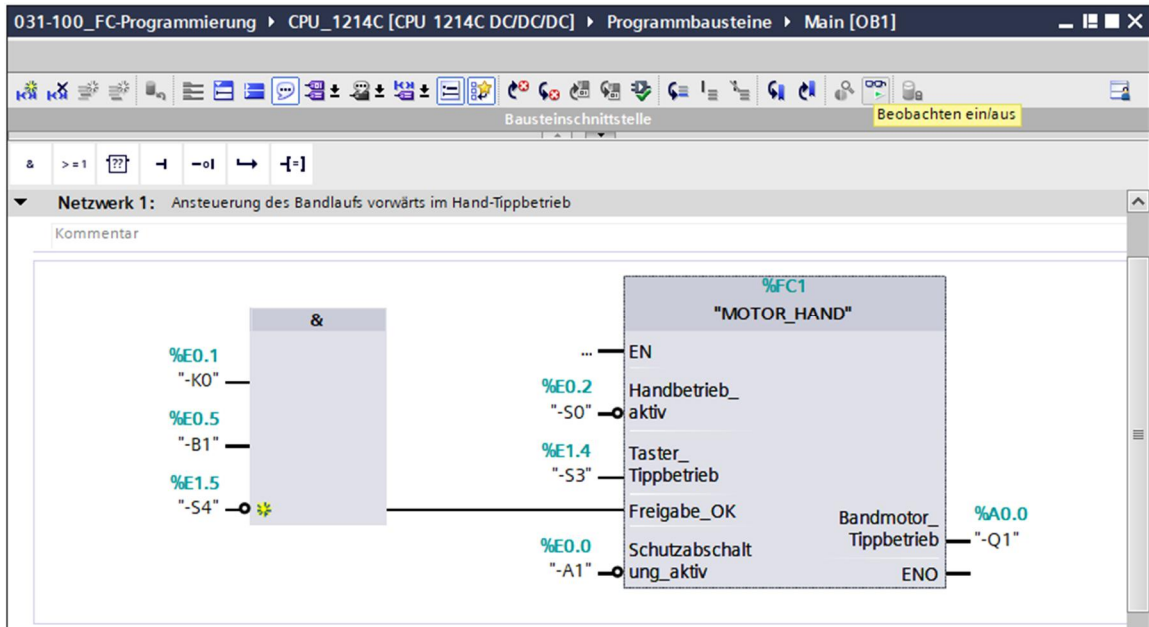 031-100_FC-Programmierung ▸ CPU_1214C [CPU 1214C DC/DC/DC] ▸ Programmbausteine ▸ Main [OB1]
Bausteinschnittstelle
Beobachten ein/aus
& >=1 ??
Netzwerk 1: Ansteuerung des Bandlaufs vorwärts im Hand-Tippbetrieb
Kommentar
&
%E0.1
"-K0"
%E0.5
"-B1"
%E1.5
"-S4"
%FC1
"MOTOR_HAND"
... EN
%E0.2
"-S0"
Handbetrieb_
aktiv
%E1.4
"-S3"
Taster_
Tippbetrieb
Freigabe_OK
%E0.0
"-A1"
Schutzabschalt
ung_aktiv
Bandmotor_
Tippbetrieb
%A0.0
"-Q1"
ENO